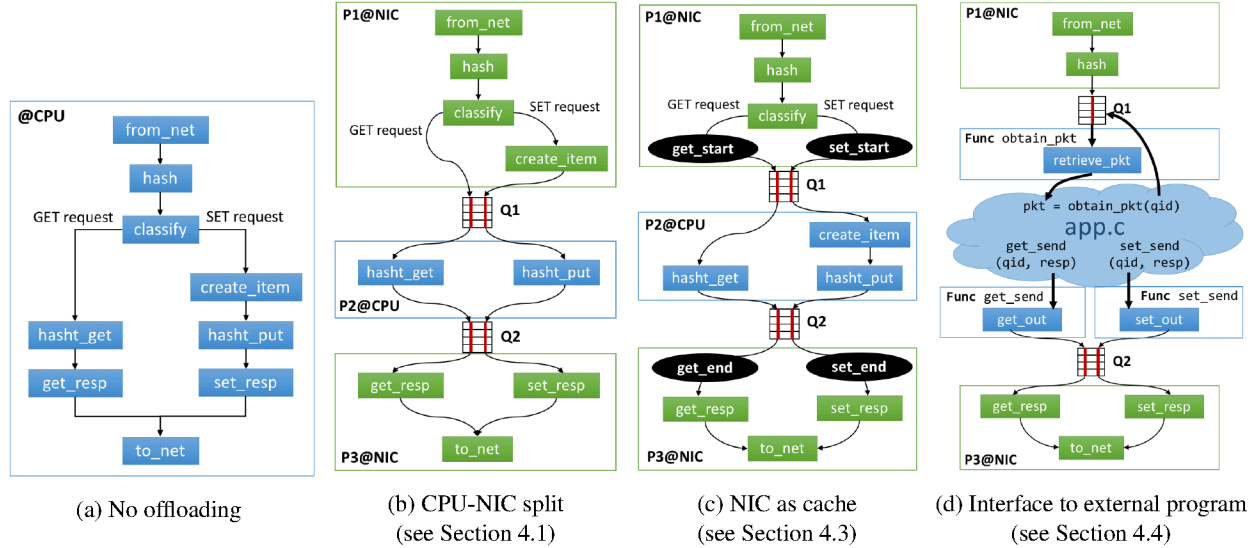 @CPU
from_net
hash
GET request
SET request
classify
create_item
hasht_get
hasht_put
get_resp
set_resp
to_net
(a) No offloading
P1@NIC
from_net
hash
SET request
classify
GET request
create_item
Q1
hasht_get
hasht_put
P2@CPU
Q2
get_resp
set_resp
to_net
P3@NIC
(b) CPU-NIC split
(see Section 4.1)
P1@NIC
from_net
hash
GET request
SET request
classify
get_start
set_start
Q1
P2@CPU
create_item
hasht_get
hasht_put
Q2
get_end
set_end
get_resp
set_resp
to_net
P3@NIC
(c) NIC as cache
(see Section 4.3)
P1@NIC
from_net
hash
Q1
Func obtain_pkt
retrieve_pkt
pkt = obtain_pkt(qid)
app.c
get_send
(qid, resp)
set_send
(qid, resp)
Func get_send
Func set_send
get_out
set_out
Q2
get_resp
set_resp
to_net
P3@NIC
(d) Interface to external program
(see Section 4.4)